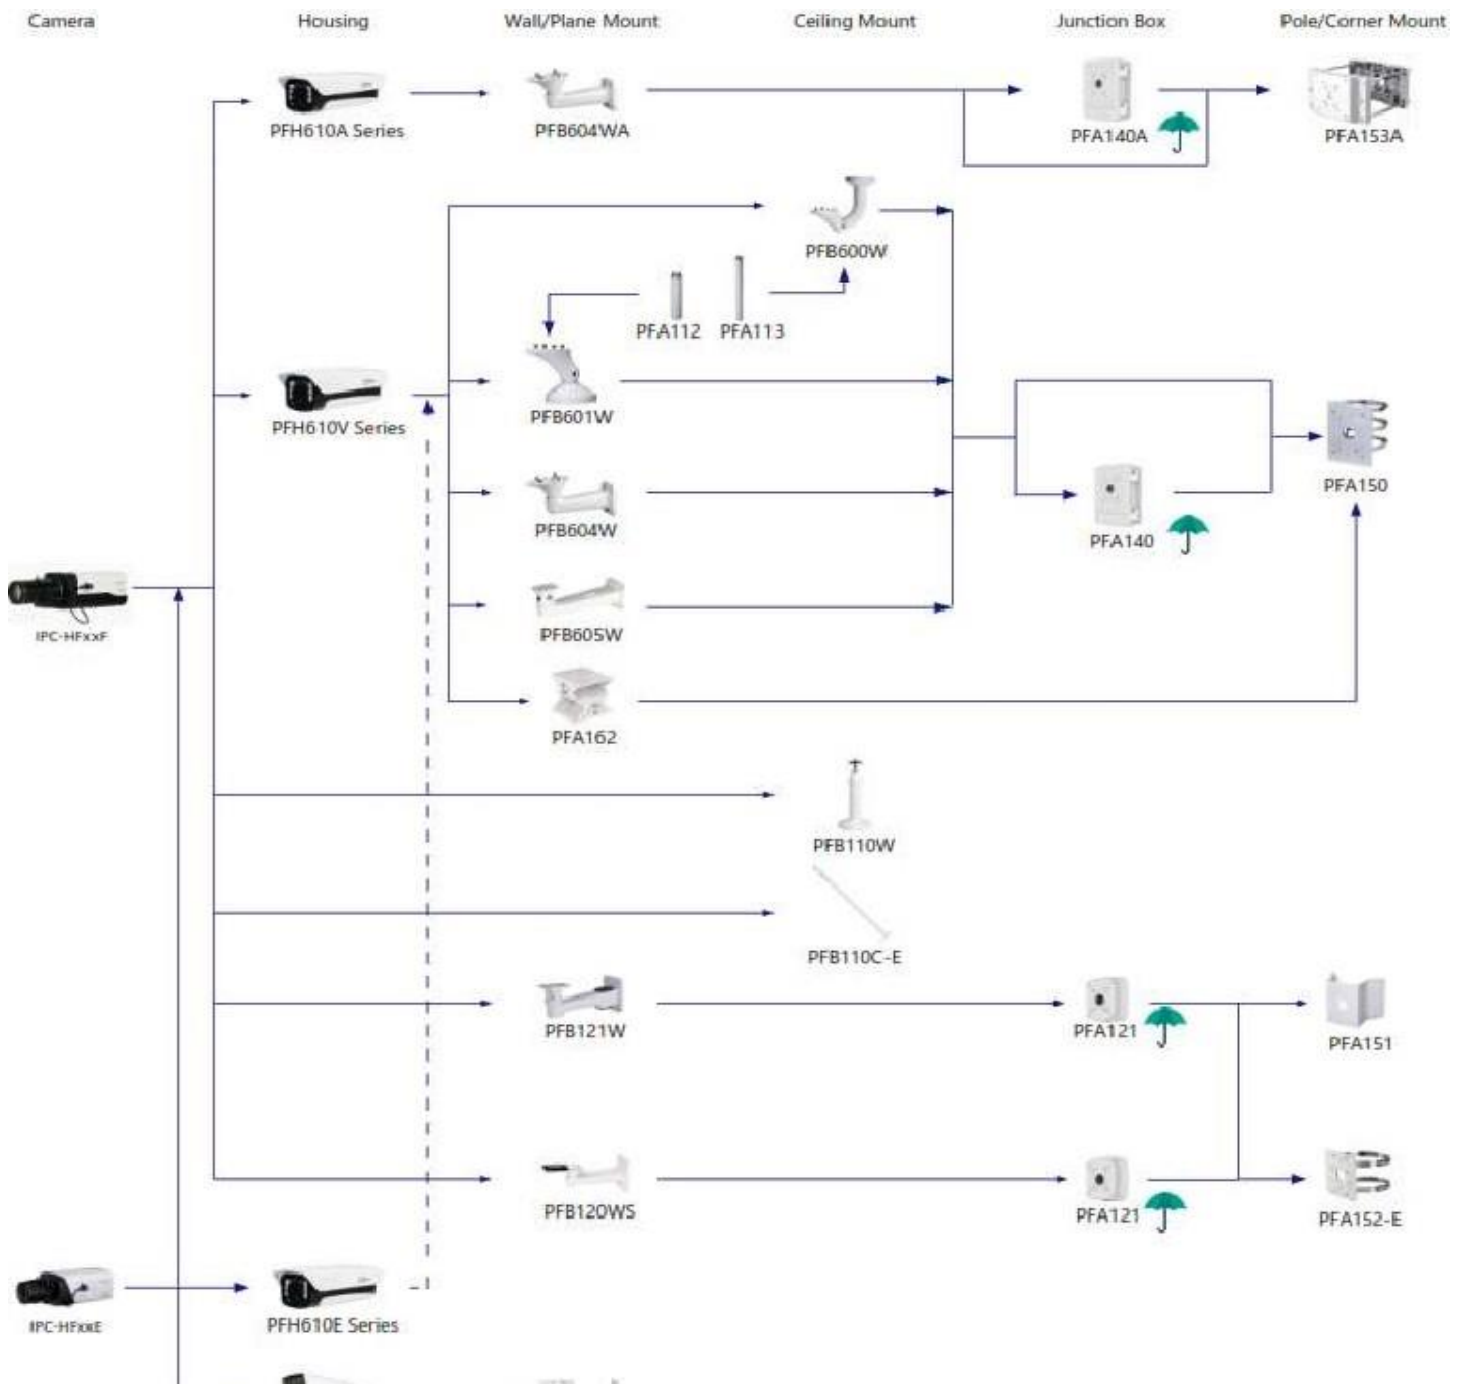 Camera Housing Wall/Plane Mount Ceiling Mount Junction Box Pole/Corner Mount
PFH610A Series PFB604WA PFA140A PFA153A
PFB600W
PFA112 PFA113
PFB601W
PFH610V Series
PFA150
PFB604W PFA140
IPC-HFxxF PFB605W
PFA162
PFB110W
PFB110C-E
PFB121W PFA121 PFA151
PFB120WS PFA121 PFA152-E
IPC-HFxxE PFH610E Series